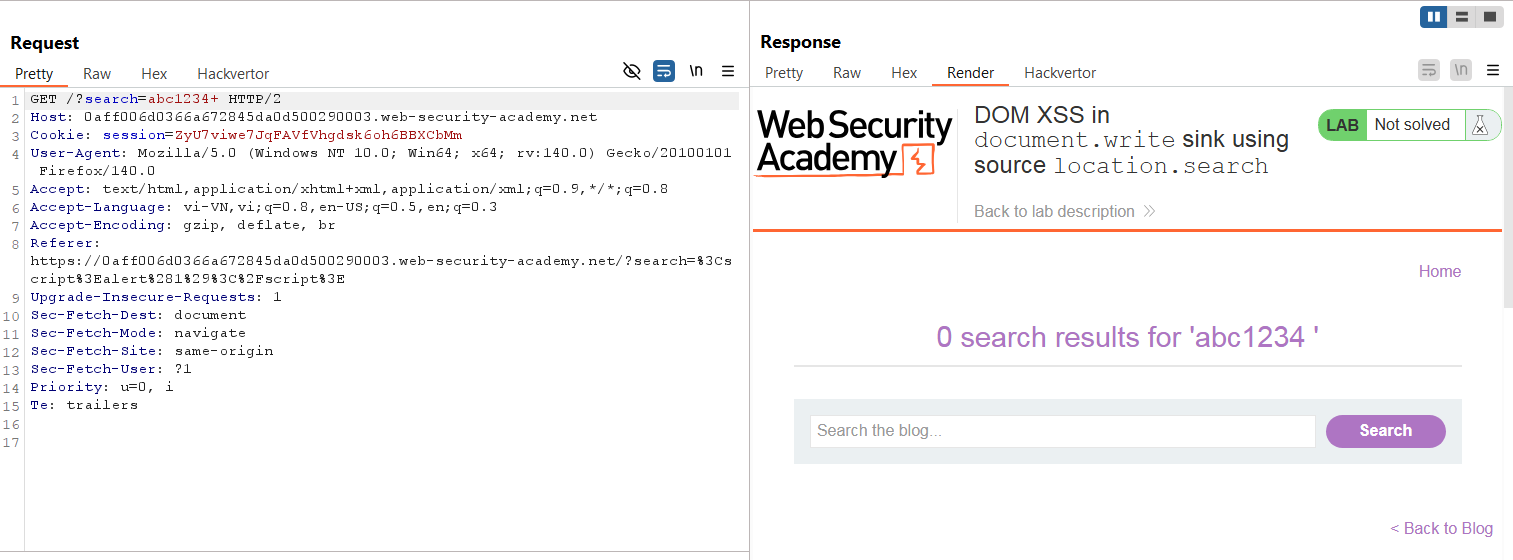 Request
Pretty Raw Hex Hackvertor
\n
1 GET /?search=abc1234+ HTTP/2
2 Host: 0aff006d0366a672845da0d500290003.web-security-academy.net
3 Cookie: session=ZyU7viwe7JqFAVfVhgdsk6oh6BBXCbMm
4 User-Agent: Mozilla/5.0 (Windows NT 10.0; Win64; x64; rv:140.0) Gecko/20100101
Firefox/140.0
5 Accept: text/html,application/xhtml+xml,application/xml;q=0.9,*/*;q=0.8
6 Accept-Language: vi-VN,vi;q=0.8,en-US;q=0.5,en;q=0.3
7 Accept-Encoding: gzip, deflate, br
8 Referer:
https://0aff006d0366a672845da0d500290003.web-security-academy.net/?search=%3Cs
cript%3Ealert%281%29%3C%2Fscript%3E
9 Upgrade-Insecure-Requests: 1
10 Sec-Fetch-Dest: document
11 Sec-Fetch-Mode: navigate
12 Sec-Fetch-Site: same-origin
13 Sec-Fetch-User: ?1
14 Priority: u=0, i
15 Te: trailers
16
17
Response
Pretty Raw Hex Render Hackvertor
\n
Web Security
Academy
DOM XSS in
document.write sink using
source location.search
LAB Not solved
Back to lab description
Home
0 search results for 'abc1234 '
Search the blog...
Search
< Back to Blog